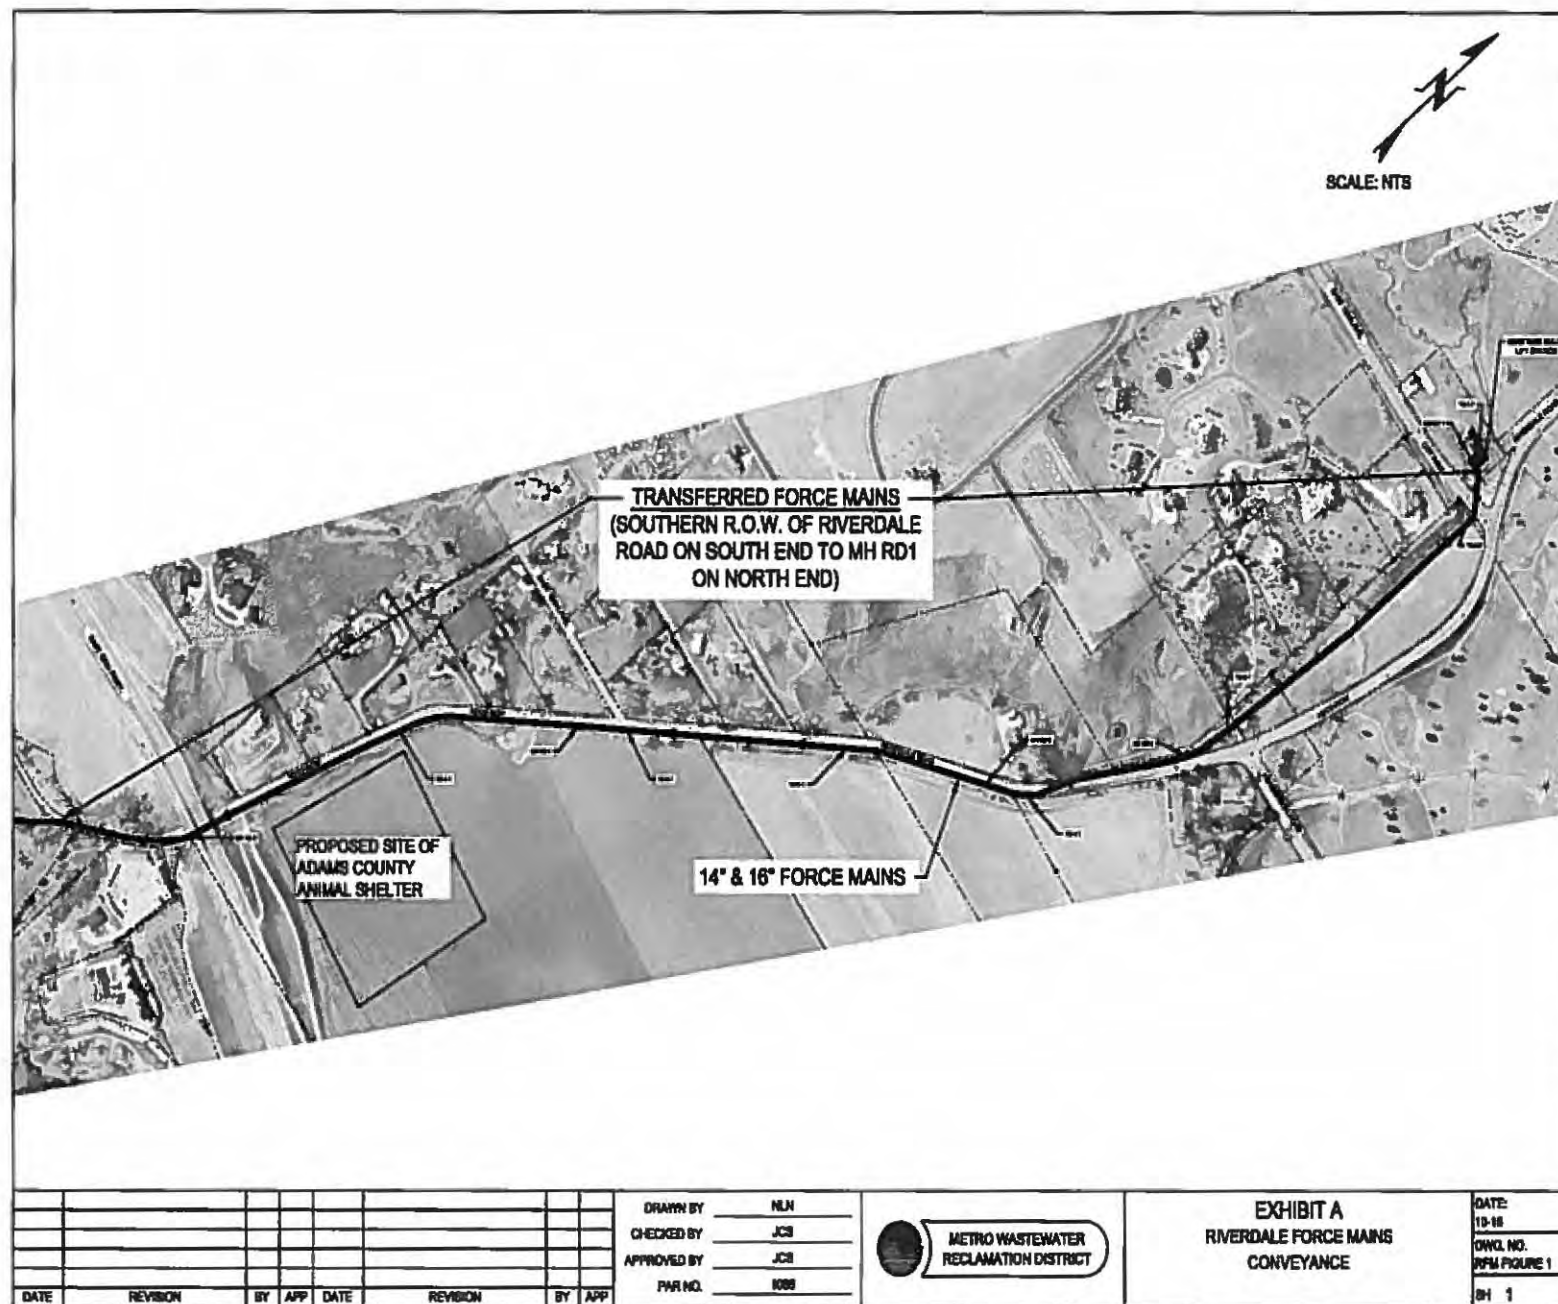 SCALE: NTS
TRANSFERRED FORCE MAINS
(SOUTHERN R.O.W. OF RIVERDALE
ROAD ON SOUTH END TO MH RD1
ON NORTH END)
PROPOSED SITE OF
ADAMS COUNTY
ANIMAL SHELTER
14" & 16" FORCE MAINS
DATE REVISION BY APP DATE REVISION BY APP
DRAWN BY NLN
CHECKED BY JCS
APPROVED BY JCS
PAR NO.
METRO WASTEWATER
RECLAMATION DISTRICT
EXHIBIT A
RIVERDALE FORCE MAINS
CONVEYANCE
DATE:
DWG. NO.
RFM FIGURE 1
SH 1